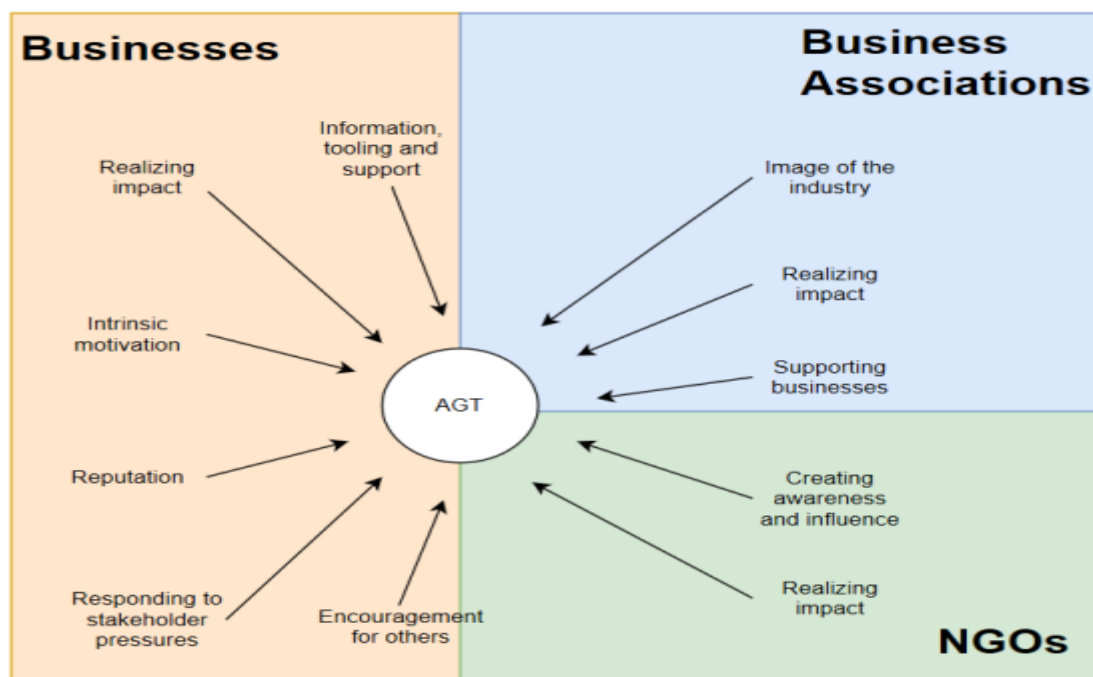 Businesses
Information,
tooling and
support
Realizing
impact
Intrinsic
motivation
Reputation
Responding to
stakeholder
pressures
Encouragement
for others
AGT
Business
Associations
Image of the
industry
Realizing
impact
Supporting
businesses
Creating
awareness
and influence
Realizing
impact
NGOs